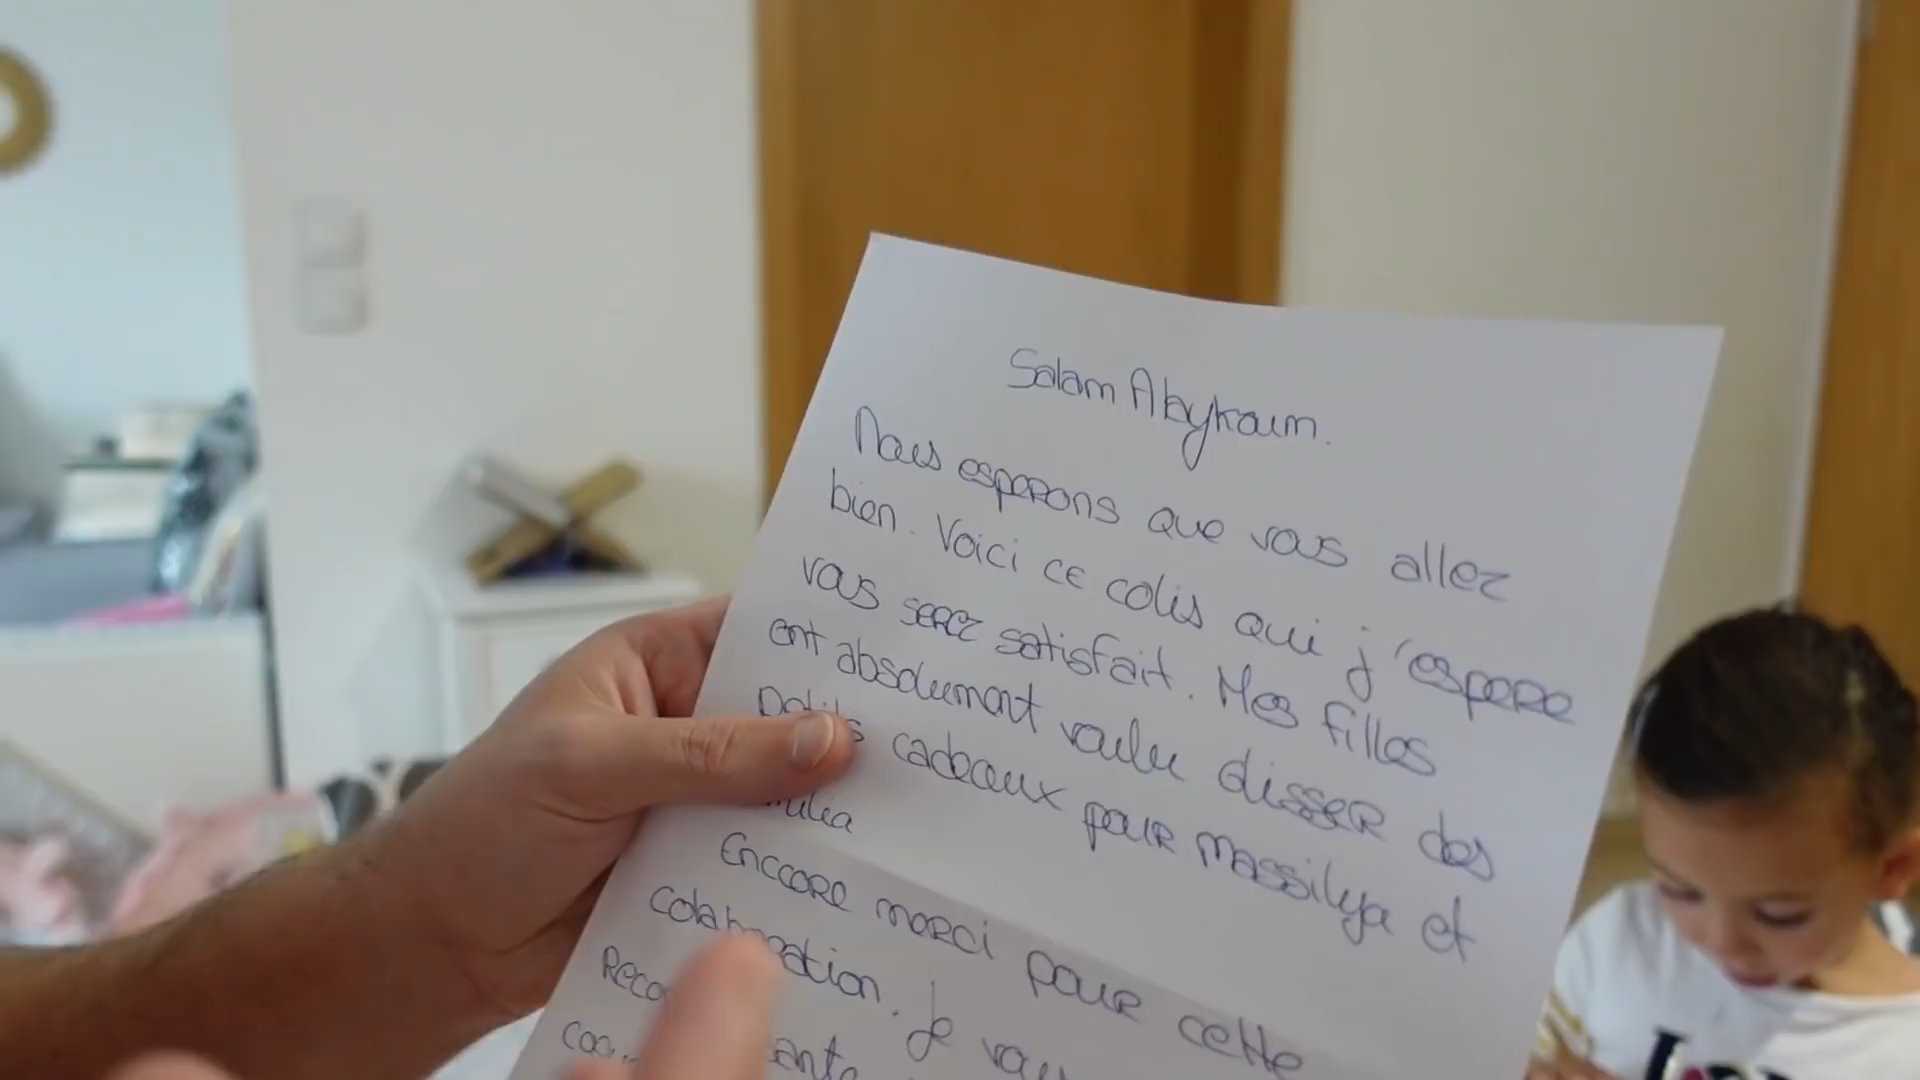 Salam Alaykoum.
Nous esperons que vous allez
bien. Voici ce colis qui j'espere
vous serez satisfait. Mes filles
ont absolument voulu glisser des
petits cadeaux pour Massilya et
Encore merci pour cette
Je vous